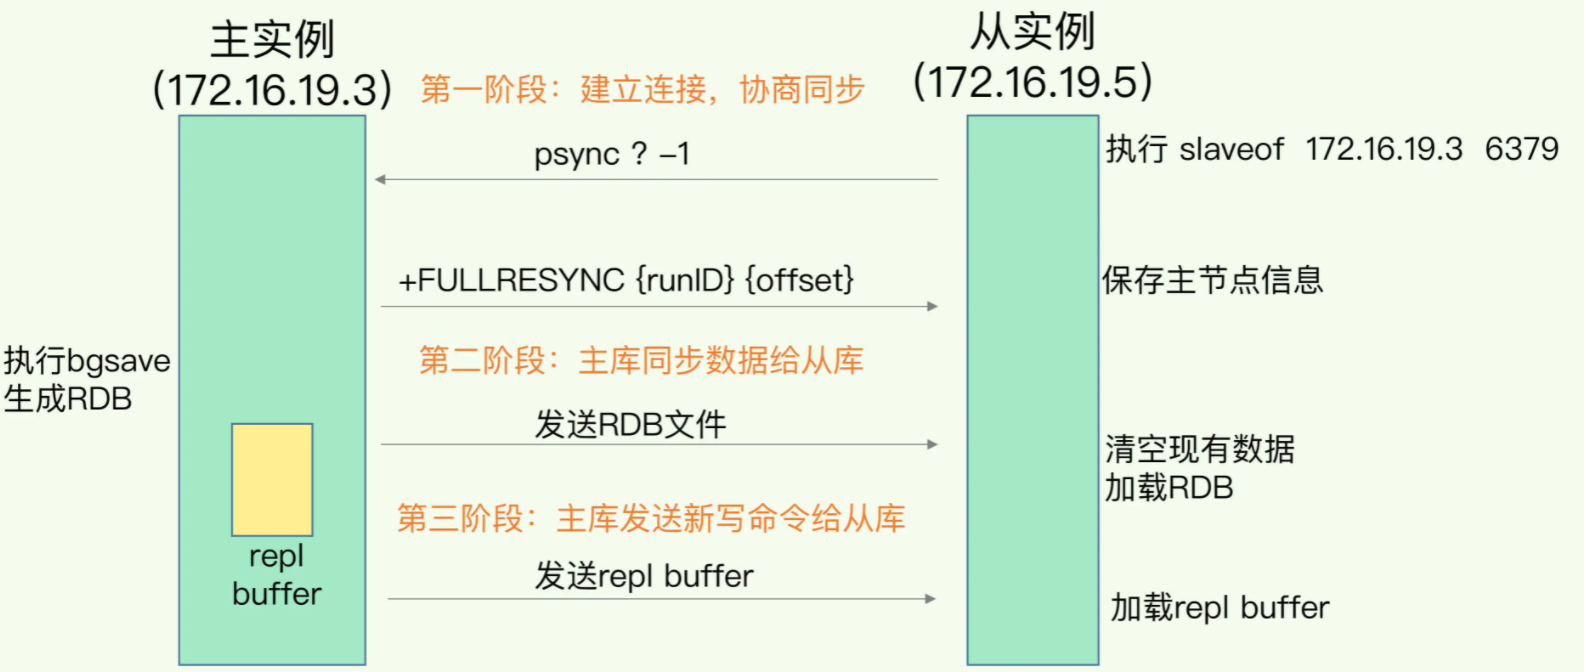 主实例
(172.16.19.3)
从实例
(172.16.19.5)
第一阶段：建立连接，协商同步
psync ? –1
执行 slaveof 172.16.19.3 6379
+FULLRESYNC {runID} {offset}
保存主节点信息
执行bgsave
生成RDB
第二阶段：主库同步数据给从库
发送RDB文件
清空现有数据
加载RDB
第三阶段：主库发送新写命令给从库
repl
buffer
发送repl buffer
加载repl buffer